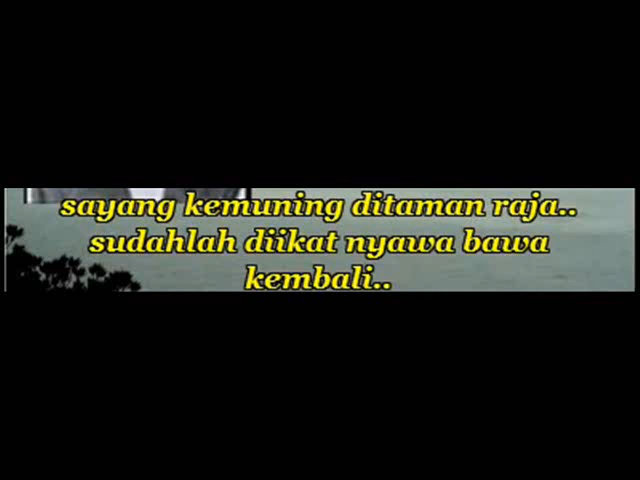 sayang kemuning ditaman raja..
sudahlah diikat nyawa bawa
kembali..